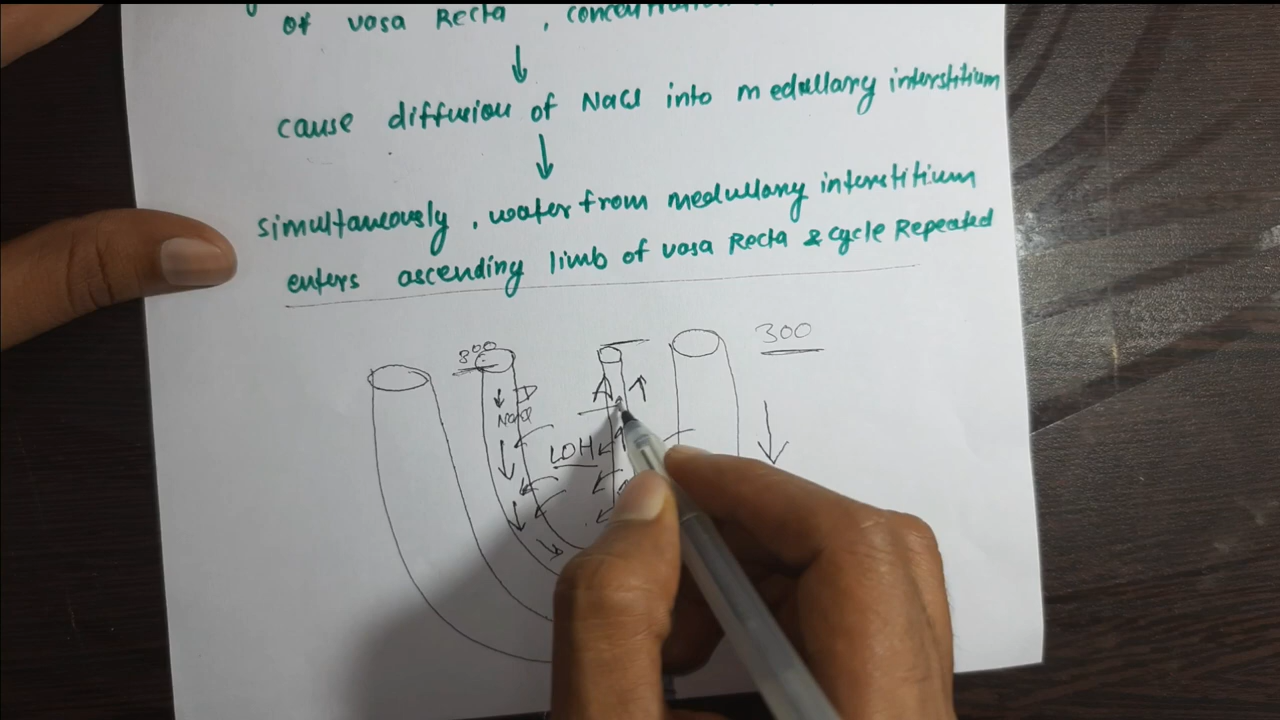 of vasa Recta , concentration
cause diffusion of NaCl into medullary interstitium
simultaneously , water from medullary interstitium
enters ascending limb of vasa Recta & cycle Repeated
300
300
A
D
NaCl
LOH